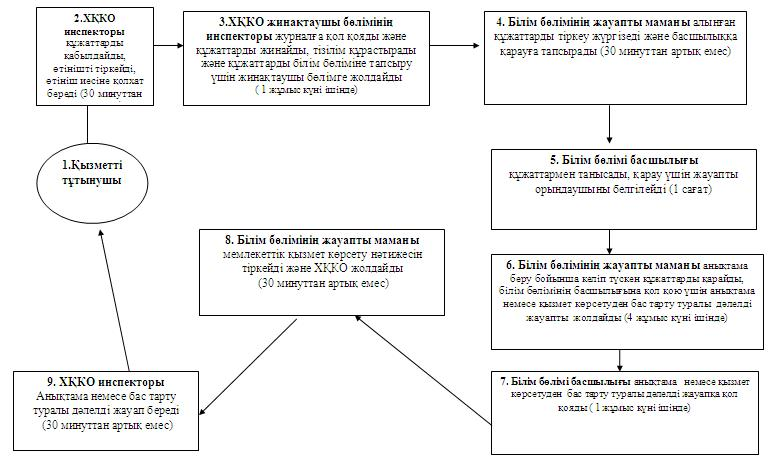 2.ХҚКО
инспекторы
құжаттарды
қабылдайды,
өтінішті тіркейді,
өтініш иесіне қолхат
береді (30 минуттан
3.ХҚКО жинақтаушы бөлімінің
инспекторы журналға қол қояды және
құжаттарды жинайды, тізілім құрастырады
және құжаттарды білім бөліміне тапсыру
үшін жинақтаушы бөлімге жолдайды
( 1 жұмыс күні ішінде)
4. Білім бөлімінің жауапты маманы алынған
құжаттарды тіркеу жүргізеді және басшылыққа
қарауға тапсырады (30 минуттан артық емес)
1.Қызметті
тұтынушы
5. Білім бөлімі басшылығы
құжаттармен танысады, қарау үшін жауапты
орындаушыны белгілейді (1 сағат)
8. Білім бөлімінің жауапты маманы
мемлекеттік қызмет көрсету нәтижесін
тіркейді және ХҚКО жолдайды
(30 минуттан артық емес)
6. Білім бөлімінің жауапты маманы анықтама
беру бойынша келіп түскен құжаттарды қарайды,
білім бөлімінің басшылығына қол қою үшін анықтама
немесе қызмет көрсетуден бас тарту туралы дәлелді
жауапты жолдайды (4 жұмыс күні ішінде)
9. ХҚКО инспекторы
Анықтама немесе бас тарту
туралы дәлелді жауап береді
(30 минуттан артық емес)
7. Білім бөлімі басшылығы анықтама немесе қызмет
көрсетуден бас тарту туралы дәлелді жауапқа қол
қояды ( 1 жұмыс күні ішінде)